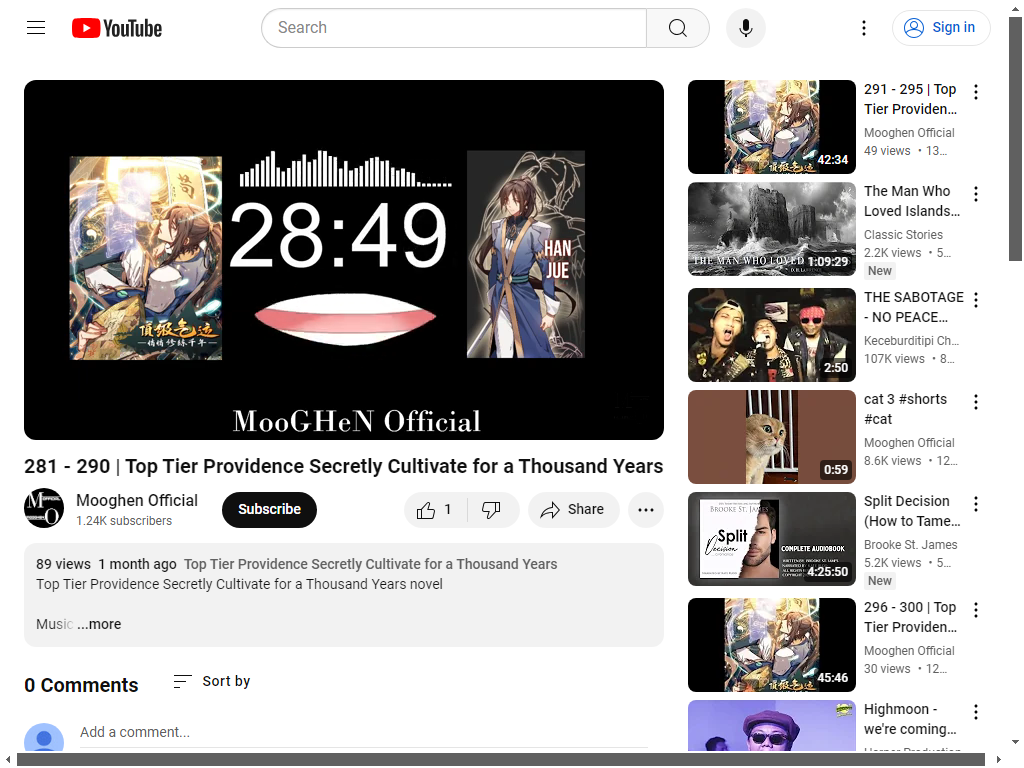 YouTube
Search
Sign in
28:49
HAN
JUE
頂級气运
悄悄修练千年
MooGHeN Official
281 - 290 | Top Tier Providence Secretly Cultivate for a Thousand Years
Mooghen Official
1.24K subscribers
Subscribe
1
Share
89 views 1 month ago Top Tier Providence Secretly Cultivate for a Thousand Years
Top Tier Providence Secretly Cultivate for a Thousand Years novel
Music ...more
0 Comments
Sort by
Add a comment...
42:34
291 - 295 | Top
Tier Providen...
Mooghen Official
49 views • 13...
THE MAN WHO LOVED
1:09:29
The Man Who
Loved Islands...
Classic Stories
2.2K views • 5...
New
2:50
THE SABOTAGE
- NO PEACE...
Keceburditipi Ch...
107K views • 8...
0:59
cat 3 #shorts
#cat
Mooghen Official
8.6K views • 12...
BROOKE ST. JAMES
Split
Decision
COMPLETE AUDIOBOOK
4:25:50
Split Decision
(How to Tame...
Brooke St. James
5.2K views • 5...
New
45:46
296 - 300 | Top
Tier Providen...
Mooghen Official
30 views • 12...
Highmoon -
we're coming...